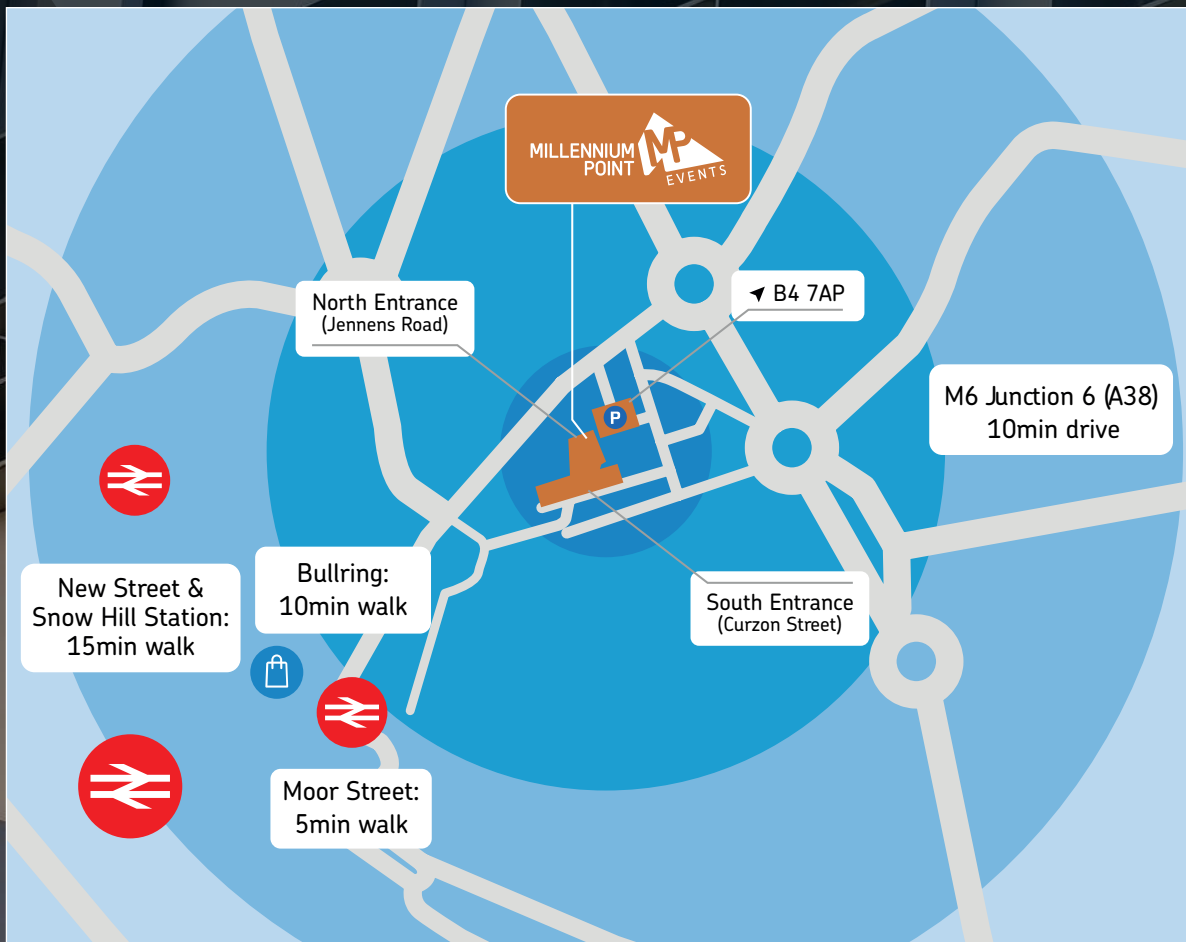 MILLENNIUM
POINT
MP
EVENTS
North Entrance
(Jennens Road)
B4 7AP
P
M6 Junction 6 (A38)
10min drive
New Street &
Snow Hill Station:
15min walk
Bullring:
10min walk
South Entrance
(Curzon Street)
Moor Street:
5min walk